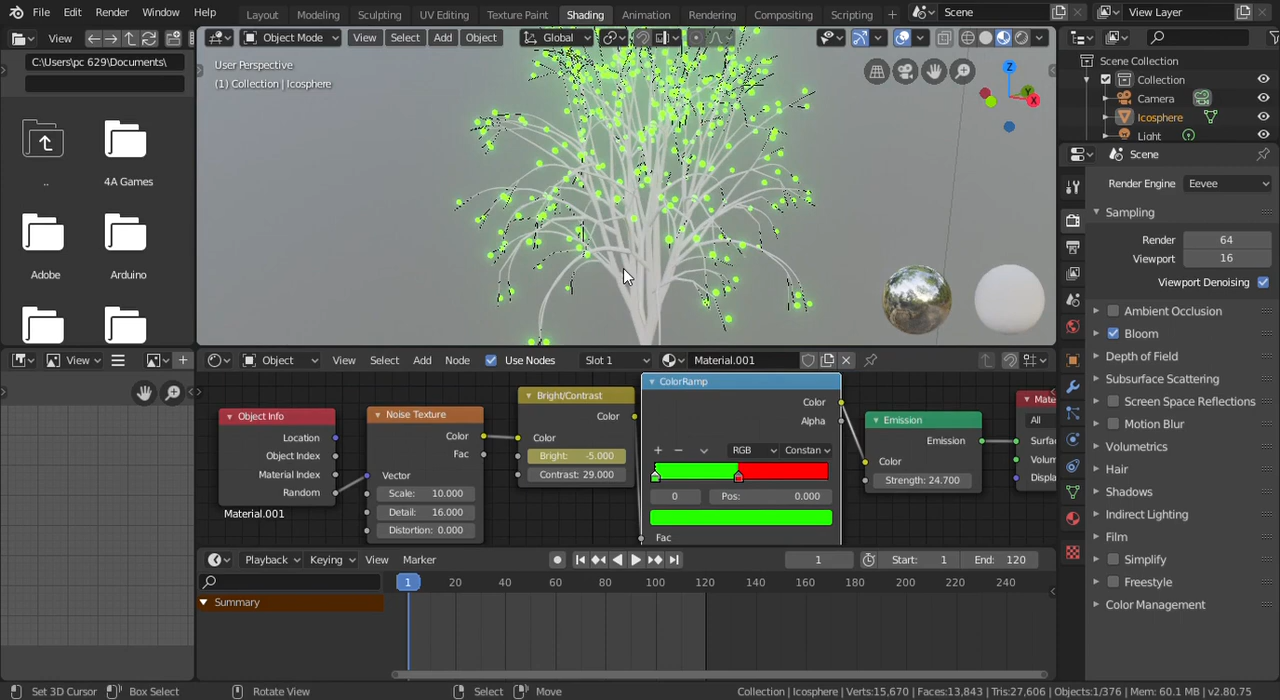 File Edit Render Window Help Layout Modeling Sculpting UV Editing Texture Paint Shading Animation Rendering Compositing Scripting Scene View Layer
View
Object Mode View Select Add Object Global
C:\Users\pc 629\Documents\
User Perspective
(1) Collection | Icosphere
Z
Y
X
..
4A Games
Adobe
Arduino
Scene Collection
Collection
Camera
Icosphere
Light
Scene
Render Engine Eevee
Sampling
Render 64
Viewport 16
Viewport Denoising
Ambient Occlusion
Bloom
Depth of Field
Subsurface Scattering
Screen Space Reflections
Motion Blur
Volumetrics
Hair
Shadows
Indirect Lighting
Film
Simplify
Freestyle
Color Management
View
Object View Select Add Node Use Nodes Slot 1 Material.001
Object Info
Location
Object Index
Material Index
Random
Material.001
Noise Texture
Color
Fac
Vector
Scale: 10.000
Detail: 16.000
Distortion: 0.000
Bright/Contrast
Color
Color
Bright: -5.000
Contrast: 29.000
ColorRamp
Color
Alpha
RGB Constan
0 Pos: 0.000
Fac
Emission
Emission
Color
Strength: 24.700
Mate
All
Surfa
Volum
Displa
Playback Keying View Marker 1 Start: 1 End: 120
1 20 40 60 80 100 120 140 160 180 200 220 240
Summary
Set 3D Cursor Box Select Rotate View Select Move Collection | Icosphere | Verts:15,670 | Faces:13,843 | Tris:27,606 | Objects:1/376 | Mem: 60.1 MB | v2.80.75